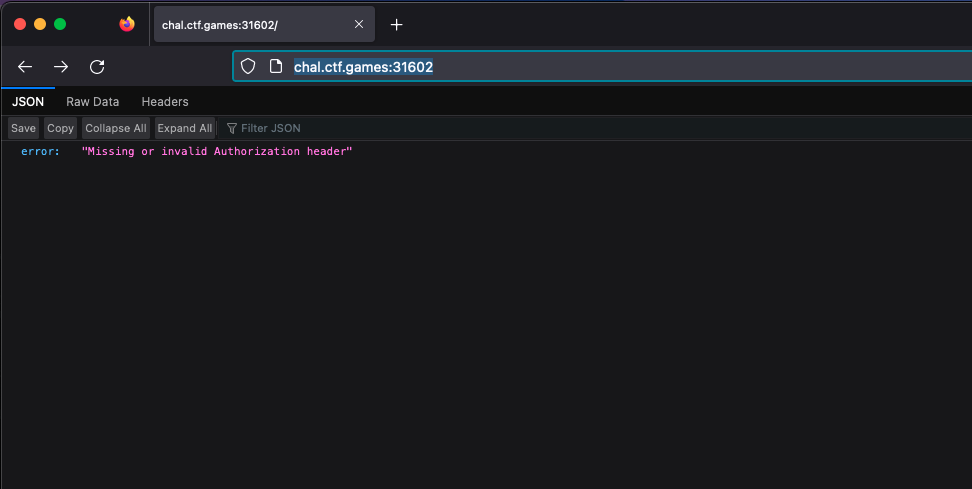 chal.ctf.games:31602/
chal.ctf.games:31602
JSON Raw Data Headers
Save Copy Collapse All Expand All Filter JSON
error: "Missing or invalid Authorization header"